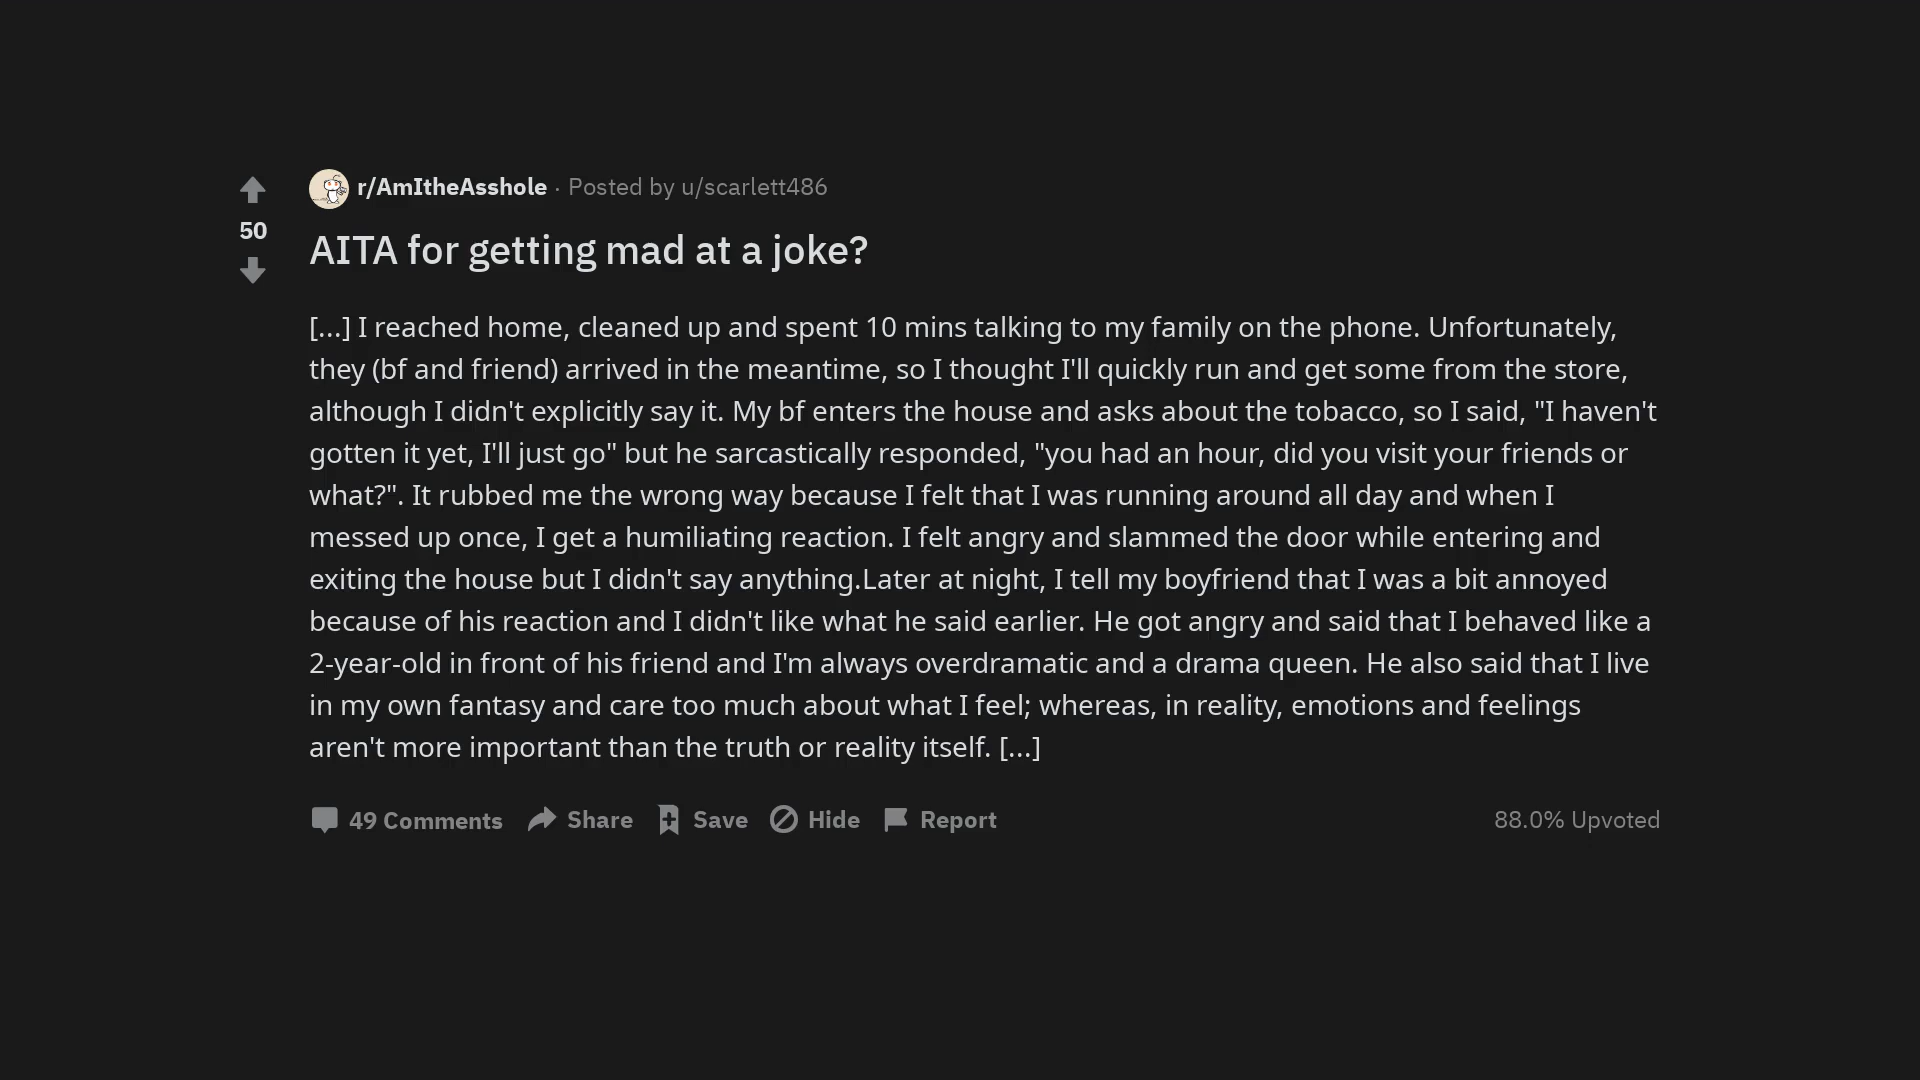 r/AmItheAsshole · Posted by u/scarlett486
50
AITA for getting mad at a joke?
[...] I reached home, cleaned up and spent 10 mins talking to my family on the phone. Unfortunately,
they (bf and friend) arrived in the meantime, so I thought I'll quickly run and get some from the store,
although I didn't explicitly say it. My bf enters the house and asks about the tobacco, so I said, "I haven't
gotten it yet, I'll just go" but he sarcastically responded, "you had an hour, did you visit your friends or
what?". It rubbed me the wrong way because I felt that I was running around all day and when I
messed up once, I get a humiliating reaction. I felt angry and slammed the door while entering and
exiting the house but I didn't say anything.Later at night, I tell my boyfriend that I was a bit annoyed
because of his reaction and I didn't like what he said earlier. He got angry and said that I behaved like a
2-year-old in front of his friend and I'm always overdramatic and a drama queen. He also said that I live
in my own fantasy and care too much about what I feel; whereas, in reality, emotions and feelings
aren't more important than the truth or reality itself. [...]
49 Comments Share Save Hide Report 88.0% Upvoted